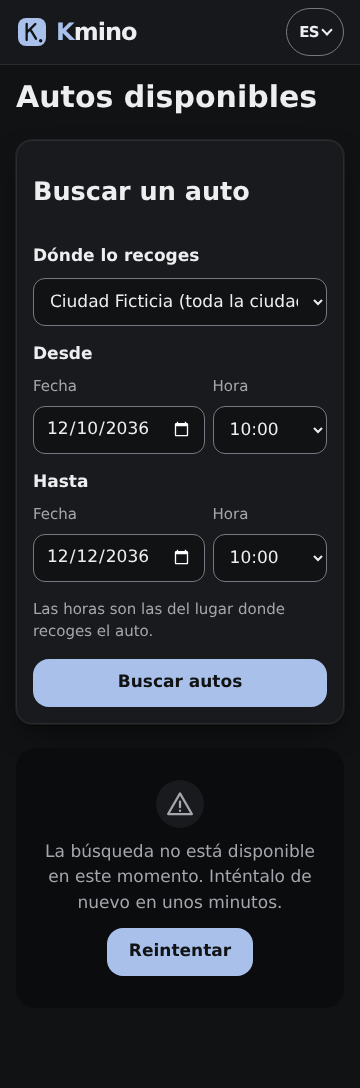 K.
Kmino
ES
Autos disponibles
Buscar un auto
Dónde lo recoges
Ciudad Ficticia (toda la
Desde
Fecha
Hora
12/10/2036
10:00
Hasta
Fecha
Hora
12/12/2036
10:00
Las horas son las del lugar donde
recoges el auto.
Buscar autos
La búsqueda no está disponible
en este momento. Inténtalo de
nuevo en unos minutos.
Reintentar